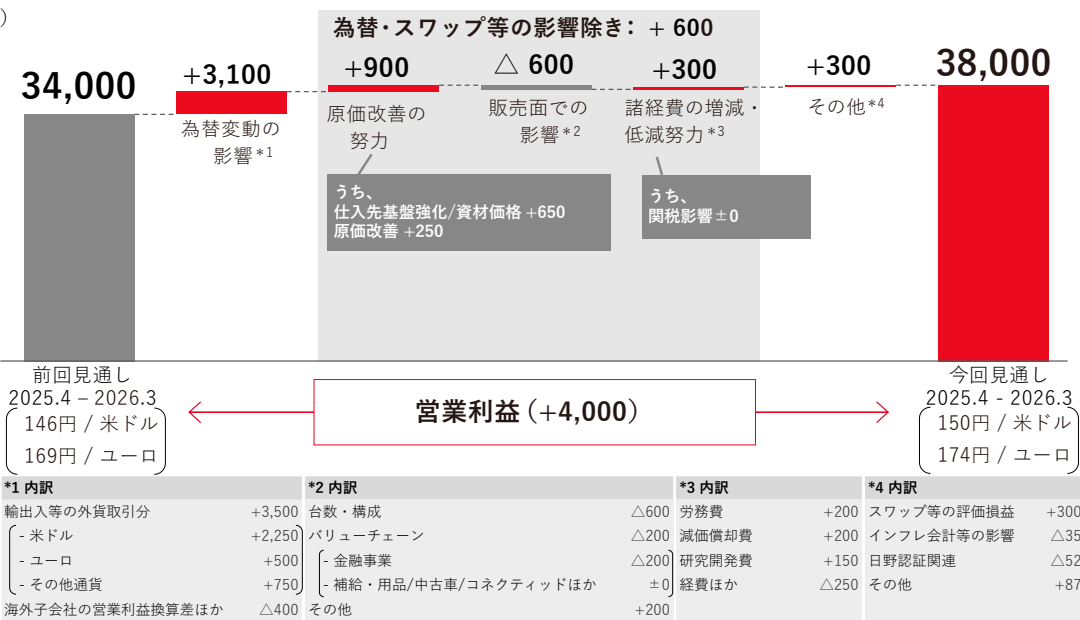 )
為替・スワップ等の影響除き: + 600
34,000
+3,100
+900
△ 600
+300
+300
38,000
為替変動の
影響*1
原価改善の
努力
販売面での
影響*2
諸経費の増減・
低減努力*3
その他*4
うち、
仕入先基盤強化/資材価格 +650
原価改善 +250
うち、
関税影響±0
前回見通し
2025.4 – 2026.3
146円 / 米ドル
169円 / ユーロ
営業利益 (+4,000)
今回見通し
2025.4 - 2026.3
150円 / 米ドル
174円 / ユーロ
*1 内訳
輸出入等の外貨取引分 +3,500
- 米ドル +2,250
- ユーロ +500
- その他通貨 +750
海外子会社の営業利益換算差ほか △400
*2 内訳
台数・構成 △600
バリューチェーン △200
- 金融事業 △200
- 補給・用品/中古車/コネクティッドほか ±0
その他 +200
*3 内訳
労務費 +200
減価償却費 +200
研究開発費 +150
経費ほか △250
*4 内訳
スワップ等の評価損益 +300
インフレ会計等の影響 △35
日野認証関連 △52
その他 +87